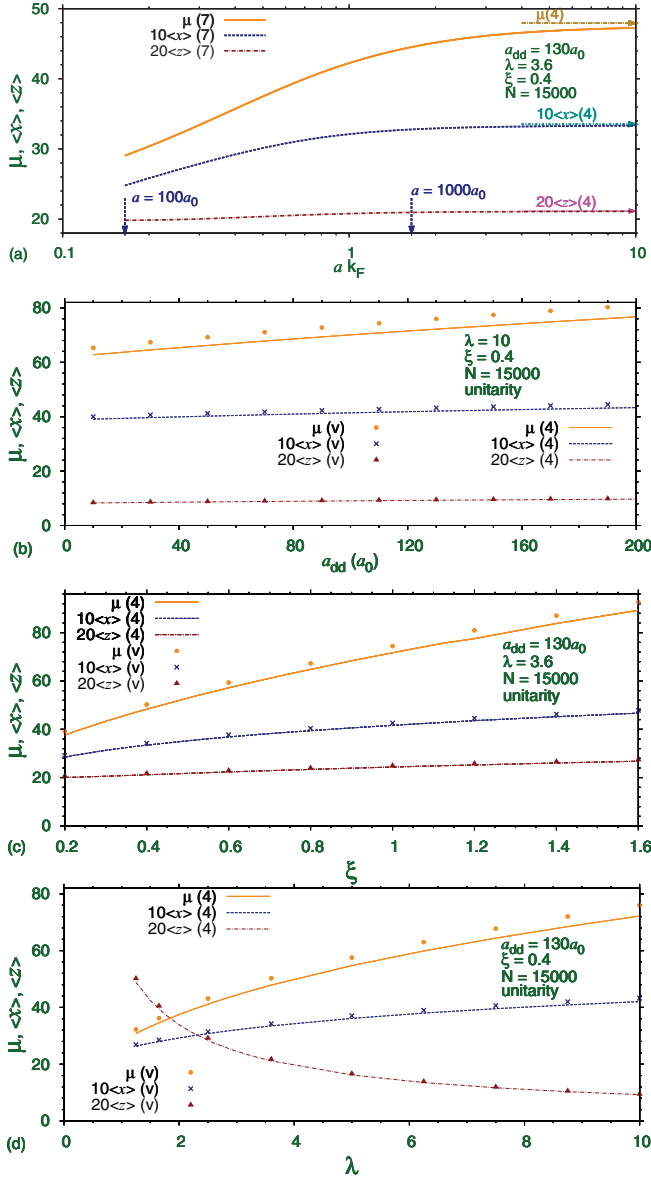 50
40
30
20
μ, <x>, <z>
μ (7)
10<x> (7)
20<z> (7)
μ(4)
a_dd = 130a_0
λ = 3.6
ξ = 0.4
N = 15000
10<x>(4)
a = 100a_0
a = 1000a_0
20<z>(4)
0.1
1
10
(a)
a k_F
80
60
40
20
0
μ, <x>, <z>
λ = 10
ξ = 0.4
N = 15000
unitarity
μ (v)
10<x> (v)
20<z> (v)
μ (4)
10<x> (4)
20<z> (4)
0
40
80
120
160
200
(b)
a_dd (a_0)
80
60
40
20
0
μ, <x>, <z>
μ (4)
10<x> (4)
20<z> (4)
μ (v)
10<x> (v)
20<z> (v)
a_dd = 130a_0
λ = 3.6
N = 15000
unitarity
0.2
0.4
0.6
0.8
1
1.2
1.4
1.6
(c)
ξ
80
60
40
20
0
μ, <x>, <z>
μ (4)
10<x> (4)
20<z> (4)
a_dd = 130a_0
ξ = 0.4
N = 15000
unitarity
μ (v)
10<x> (v)
20<z> (v)
0
2
4
6
8
10
(d)
λ